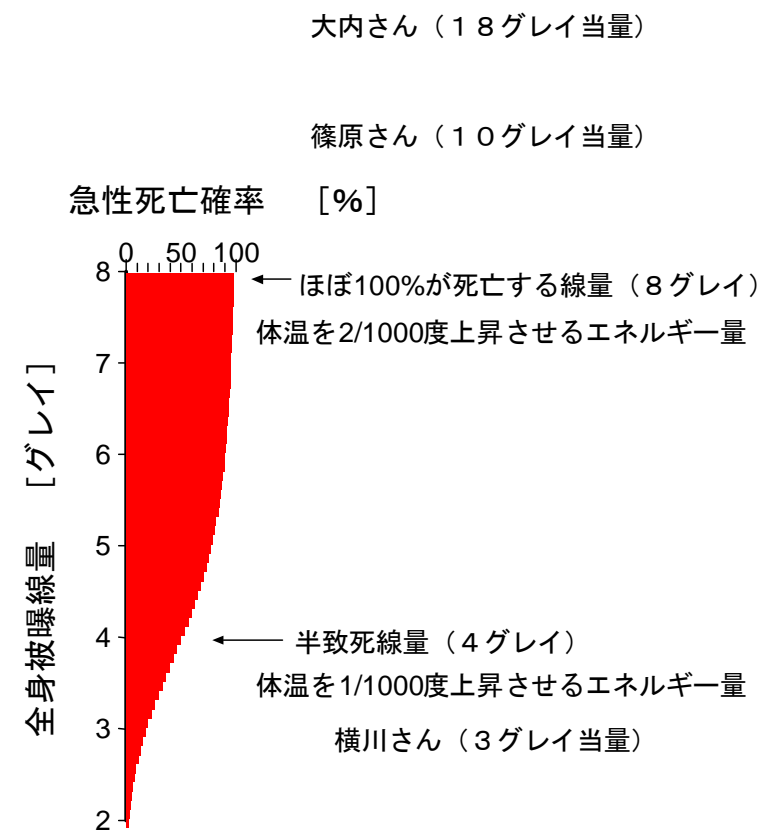 大内さん（１８グレイ当量）
篠原さん（１０グレイ当量）
急性死亡確率　［%］
0 50 100
8
ほぼ100%が死亡する線量（８グレイ）
体温を2/1000度上昇させるエネルギー量
7
6
5
4
半致死線量（４グレイ）
体温を1/1000度上昇させるエネルギー量
3
横川さん（３グレイ当量）
2
全身被曝線量　［グレイ］